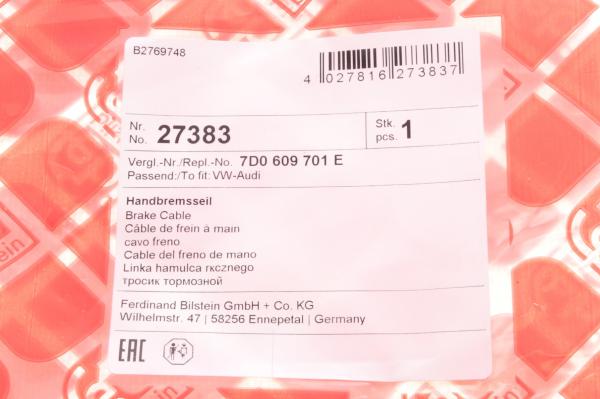 B2769748
4 027816 273837
Nr.
No. 27383
Stk.
pcs. 1
Vergl.-Nr./Repl.-No. 7D0 609 701 E
Passend:/To fit: VW-Audi
Handbremsseil
Brake Cable
Câble de frein à main
cavo freno
Cable del freno de mano
Linka hamulca rкcznego
тросик тормозной
Ferdinand Bilstein GmbH + Co. KG
Wilhelmstr. 47 | 58256 Ennepetal | Germany
EAC